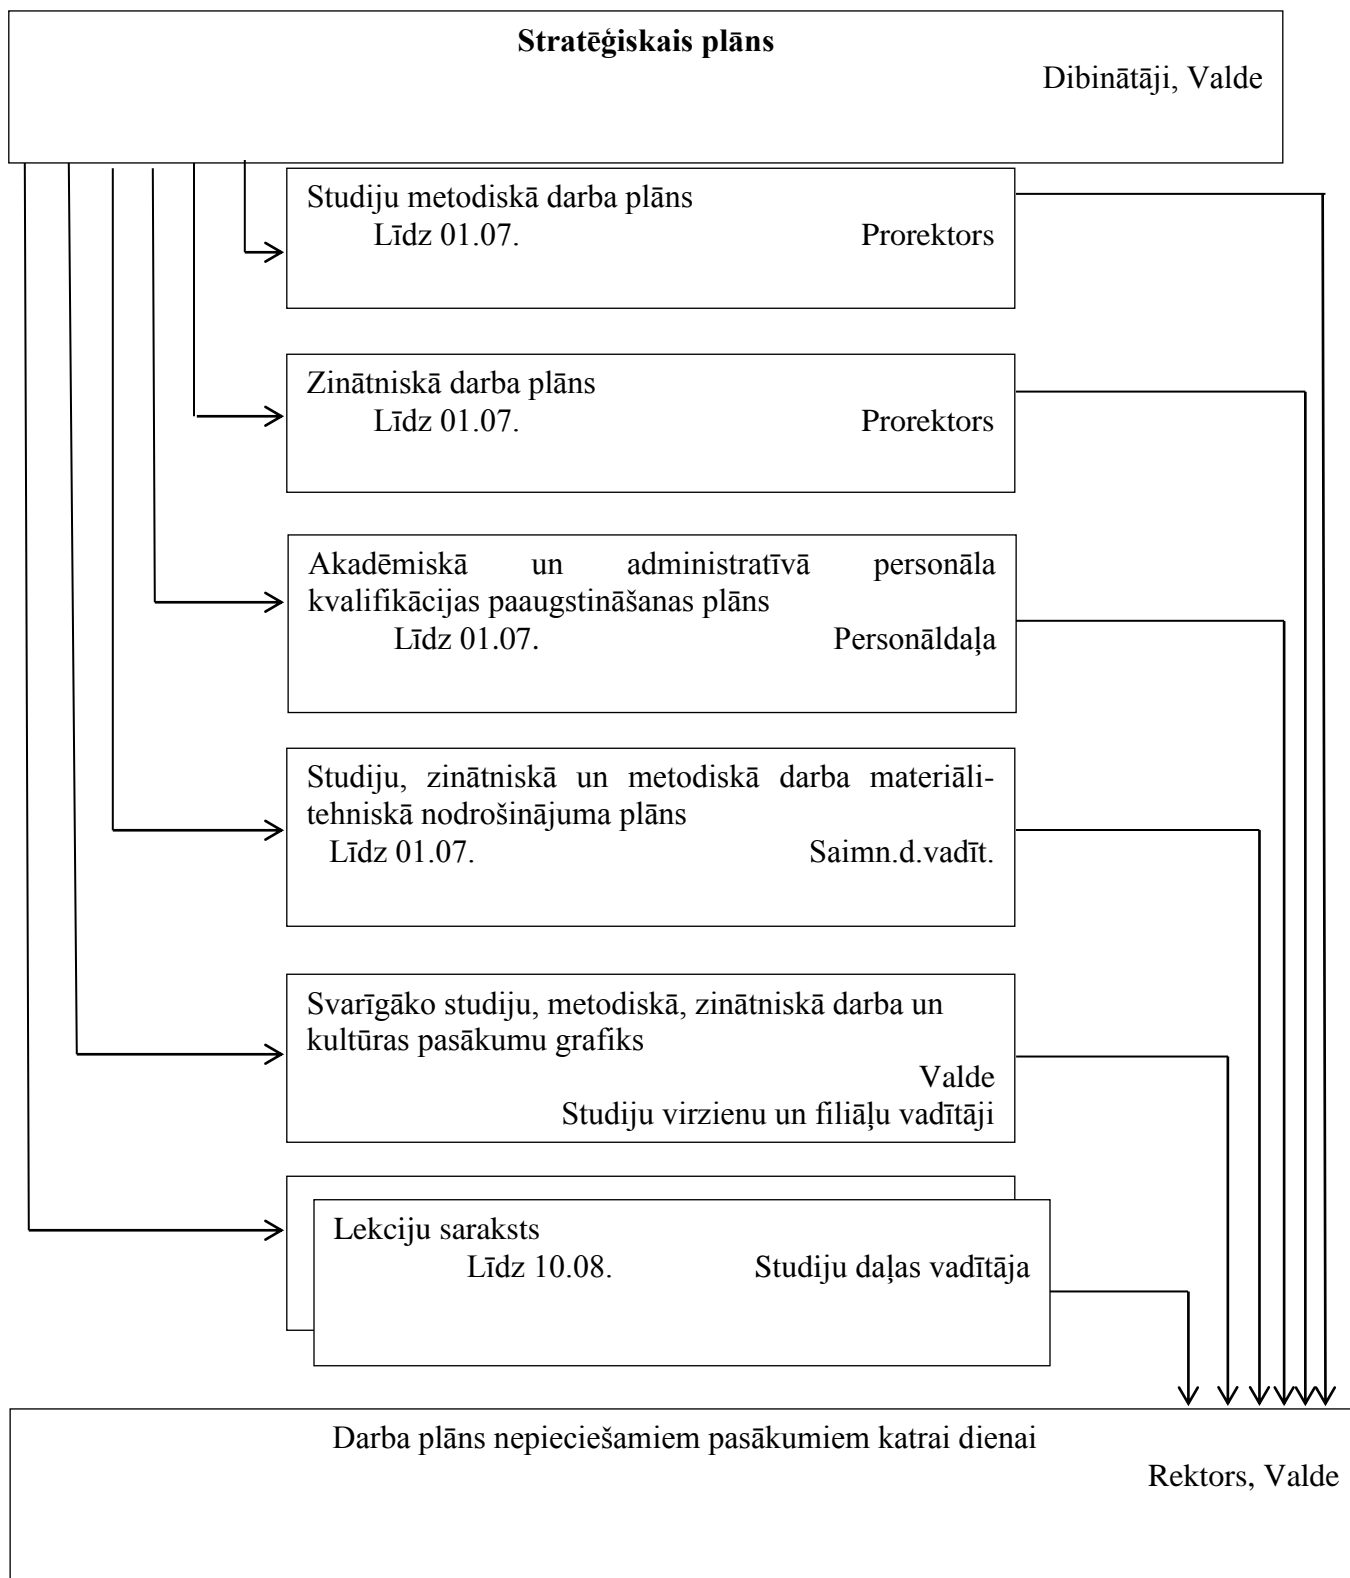 Stratēģiskais plāns
Dibinātāji, Valde
Studiju metodiskā darba plāns
Līdz 01.07. Prorektors
Zinātniskā darba plāns
Līdz 01.07. Prorektors
Akadēmiskā un administratīvā personāla
kvalifikācijas paaugstināšanas plāns
Līdz 01.07. Personāldaļa
Studiju, zinātniskā un metodiskā darba materiāli-
tehniskā nodrošinājuma plāns
Līdz 01.07. Saimn.d.vadīt.
Svarīgāko studiju, metodiskā, zinātniskā darba un
kultūras pasākumu grafiks
Valde
Studiju virzienu un filiāļu vadītāji
Lekciju saraksts
Līdz 10.08. Studiju daļas vadītāja
Darba plāns nepieciešamiem pasākumiem katrai dienai
Rektors, Valde